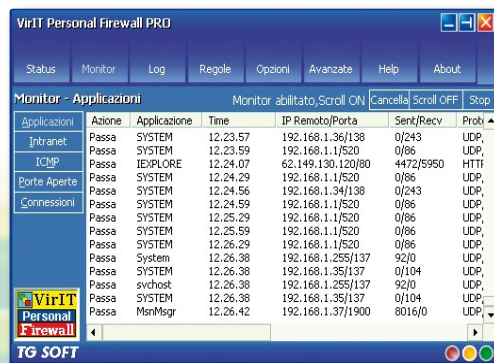 VirIT Personal Firewall PRO
Status Monitor Log Regole Opzioni Avanzate Help About
Monitor - Applicazioni Monitor abilitato,Scroll ON Cancella Scroll OFF Stop
Applicazioni
Intranet
ICMP
Porte Aperte
Connessioni
Azione Applicazione Time IP Remoto/Porta Sent/Recv Proto
Passa SYSTEM 12.23.57 192.168.1.36/138 0/243 UDP,
Passa SYSTEM 12.23.59 192.168.1.1/520 0/86 UDP,
Passa IEXPLORE 12.24.07 62.149.130.120/80 4472/5950 HTTP
Passa SYSTEM 12.24.29 192.168.1.1/520 0/86 UDP,
Passa SYSTEM 12.24.56 192.168.1.34/138 0/243 UDP,
Passa SYSTEM 12.24.59 192.168.1.1/520 0/86 UDP,
Passa SYSTEM 12.25.29 192.168.1.1/520 0/86 UDP,
Passa SYSTEM 12.25.59 192.168.1.1/520 0/86 UDP,
Passa SYSTEM 12.26.29 192.168.1.1/520 0/86 UDP,
Passa System 12.26.38 192.168.1.255/137 92/0 UDP,
Passa SYSTEM 12.26.38 192.168.1.35/137 0/104 UDP,
Passa svchost 12.26.38 192.168.1.255/137 92/0 UDP,
Passa SYSTEM 12.26.38 192.168.1.35/137 0/104 UDP,
Passa MsnMsgr 12.26.42 192.168.1.37/1900 8016/0 UDP,
VirIT
Personal
Firewall
TG SOFT